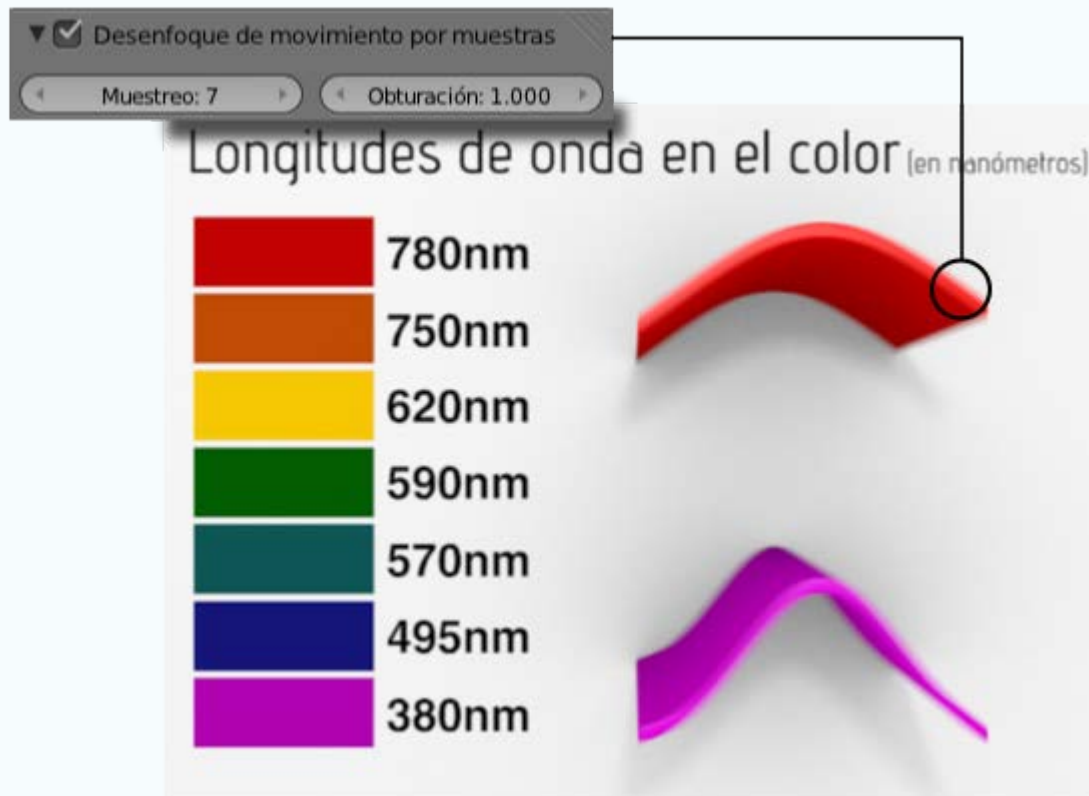 Desenfoque de movimiento por muestras
Muestreo: 7 Obturación: 1.000
Longitudes de onda en el color (en nanómetros)
780nm
750nm
620nm
590nm
570nm
495nm
380nm